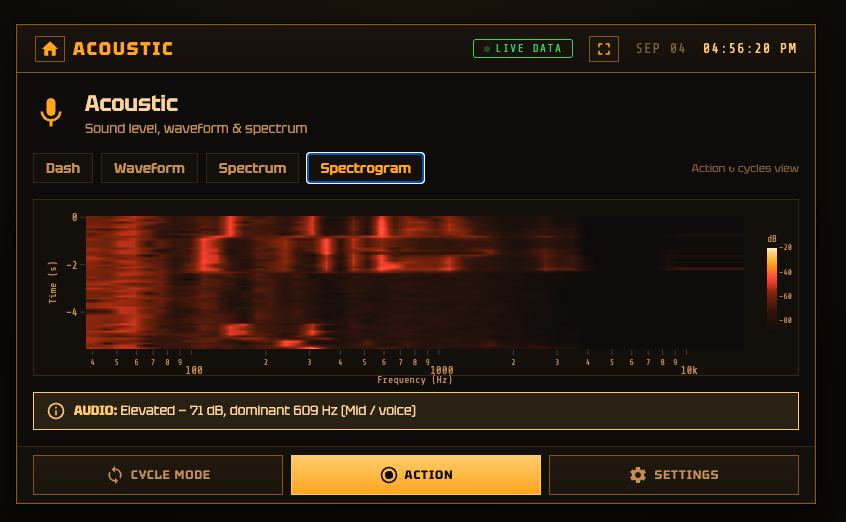 ACOUSTIC
LIVE DATA
SEP 04 04:56:20 PM
Acoustic
Sound level, waveform & spectrum
Dash Waveform Spectrum Spectrogram
Action ↻ cycles view
Time (s)
0
-2
-4
4 5 6 7 8 9 100 2 3 4 5 6 7 8 9 1000 2 3 4 5 6 7 8 9 10k
Frequency (Hz)
dB
-20
-40
-60
-80
AUDIO: Elevated – 71 dB, dominant 609 Hz (Mid / voice)
CYCLE MODE ACTION SETTINGS